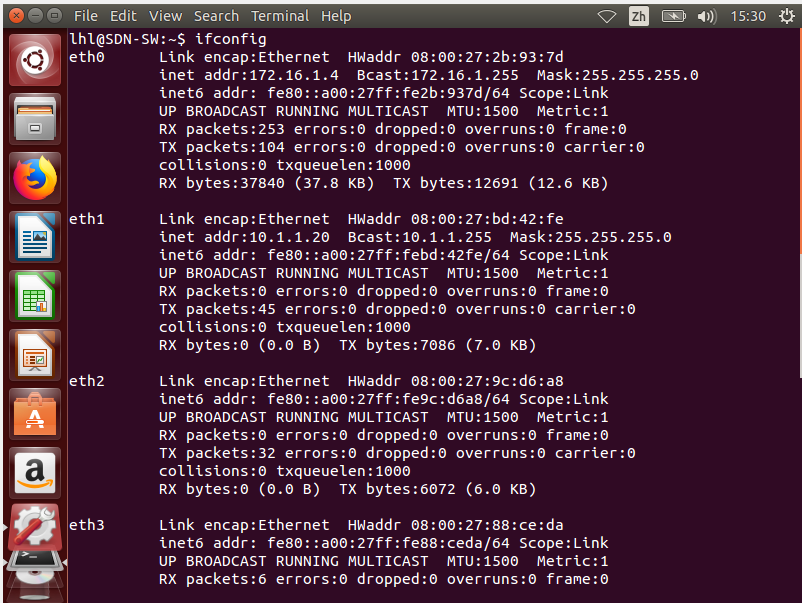 File Edit View Search Terminal Help Zh 15:30
lhl@SDN-SW:~$ ifconfig
eth0      Link encap:Ethernet  HWaddr 08:00:27:2b:93:7d
          inet addr:172.16.1.4  Bcast:172.16.1.255  Mask:255.255.255.0
          inet6 addr: fe80::a00:27ff:fe2b:937d/64 Scope:Link
          UP BROADCAST RUNNING MULTICAST  MTU:1500  Metric:1
          RX packets:253 errors:0 dropped:0 overruns:0 frame:0
          TX packets:104 errors:0 dropped:0 overruns:0 carrier:0
          collisions:0 txqueuelen:1000
          RX bytes:37840 (37.8 KB)  TX bytes:12691 (12.6 KB)
eth1      Link encap:Ethernet  HWaddr 08:00:27:bd:42:fe
          inet addr:10.1.1.20  Bcast:10.1.1.255  Mask:255.255.255.0
          inet6 addr: fe80::a00:27ff:febd:42fe/64 Scope:Link
          UP BROADCAST RUNNING MULTICAST  MTU:1500  Metric:1
          RX packets:0 errors:0 dropped:0 overruns:0 frame:0
          TX packets:45 errors:0 dropped:0 overruns:0 carrier:0
          collisions:0 txqueuelen:1000
          RX bytes:0 (0.0 B)  TX bytes:7086 (7.0 KB)
eth2      Link encap:Ethernet  HWaddr 08:00:27:9c:d6:a8
          inet6 addr: fe80::a00:27ff:fe9c:d6a8/64 Scope:Link
          UP BROADCAST RUNNING MULTICAST  MTU:1500  Metric:1
          RX packets:0 errors:0 dropped:0 overruns:0 frame:0
          TX packets:32 errors:0 dropped:0 overruns:0 carrier:0
          collisions:0 txqueuelen:1000
          RX bytes:0 (0.0 B)  TX bytes:6072 (6.0 KB)
eth3      Link encap:Ethernet  HWaddr 08:00:27:88:ce:da
          inet6 addr: fe80::a00:27ff:fe88:ceda/64 Scope:Link
          UP BROADCAST RUNNING MULTICAST  MTU:1500  Metric:1
          RX packets:6 errors:0 dropped:0 overruns:0 frame:0